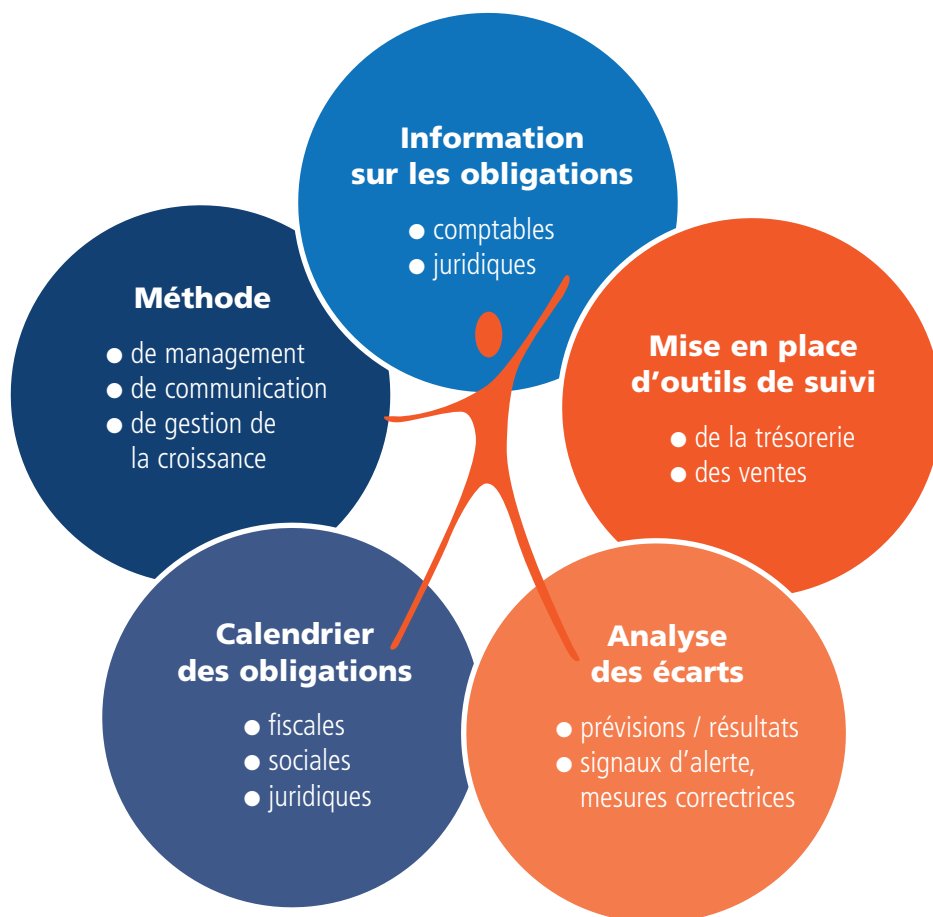 Information
sur les obligations
● comptables
● juridiques
Mise en place
d’outils de suivi
● de la trésorerie
● des ventes
Analyse
des écarts
● prévisions / résultats
● signaux d’alerte,
mesures correctrices
Calendrier
des obligations
● fiscales
● sociales
● juridiques
Méthode
● de management
● de communication
● de gestion de
la croissance